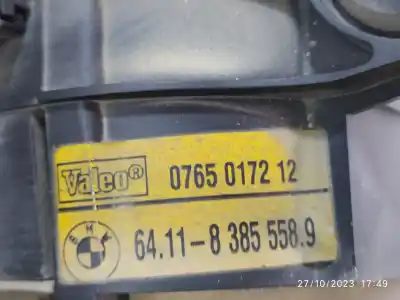 Valeo® 0765 0172 12
BMW 64.11-8 385 558.9
27/10/2023 17:49